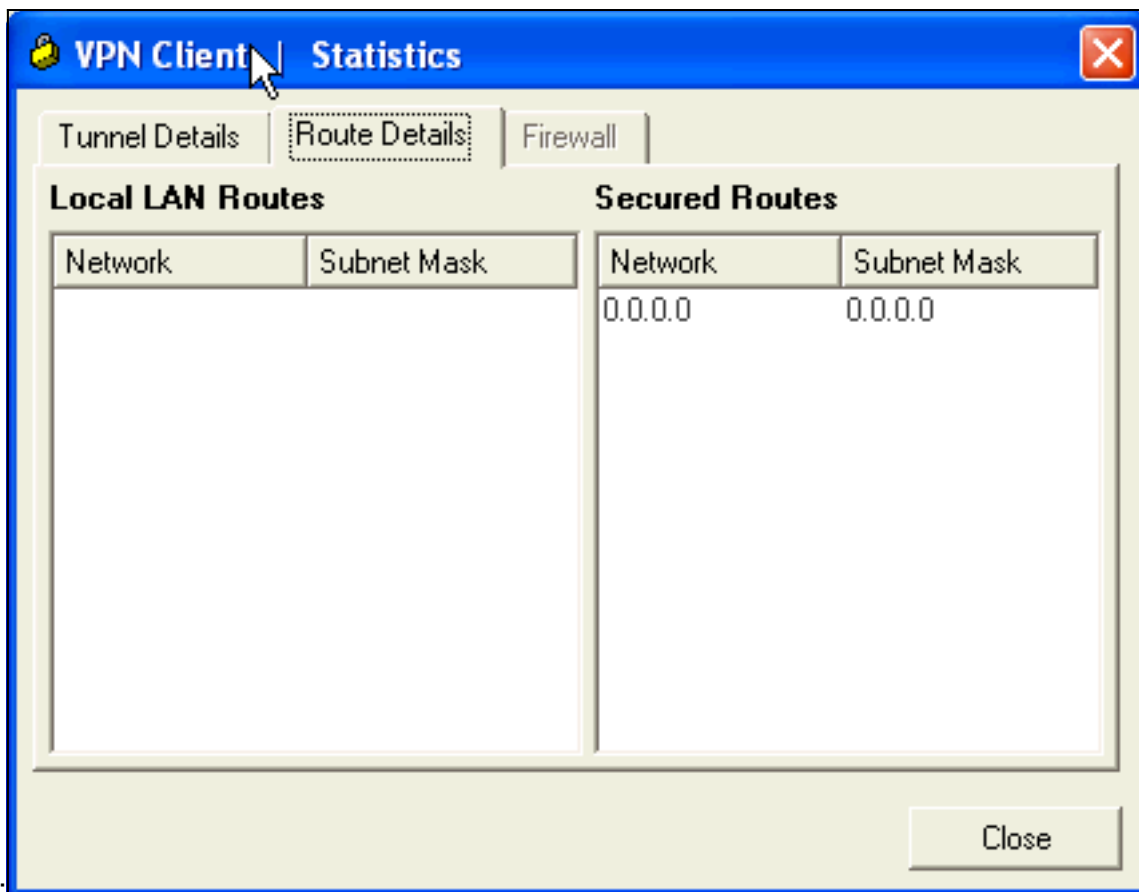 VPN Client | Statistics
Tunnel Details Route Details Firewall
Local LAN Routes Secured Routes
Network Subnet Mask Network Subnet Mask
0.0.0.0 0.0.0.0
Close
.